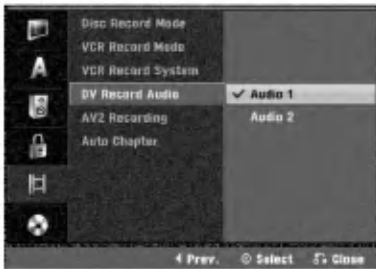 Disc Record Mode
VCR Record Mode
VCR Record System
DV Record Audio
✓ Audio 1
AV2 Recording
Audio 2
Auto Chapter
A
Prev. Select Close